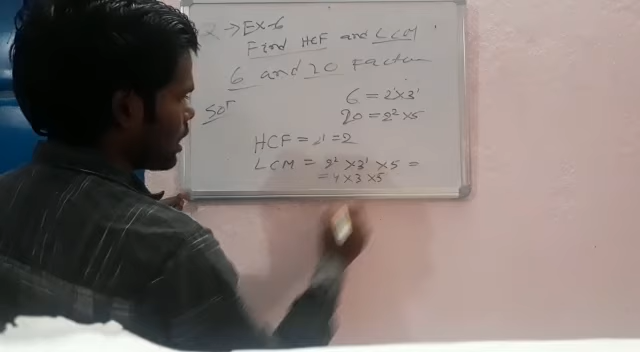 → Ex-6
Find HCF and LCM
6 and 20 Factor
Sol
6 = 2¹×3¹
20 = 2²×5
HCF = 2¹ = 2
LCM = 2² × 3¹ × 5 =
= 4 × 3 × 5